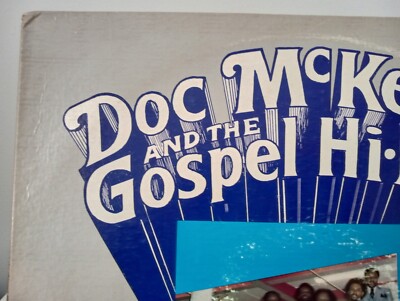 DOC McKe
AND THE
GOSPEL HI-